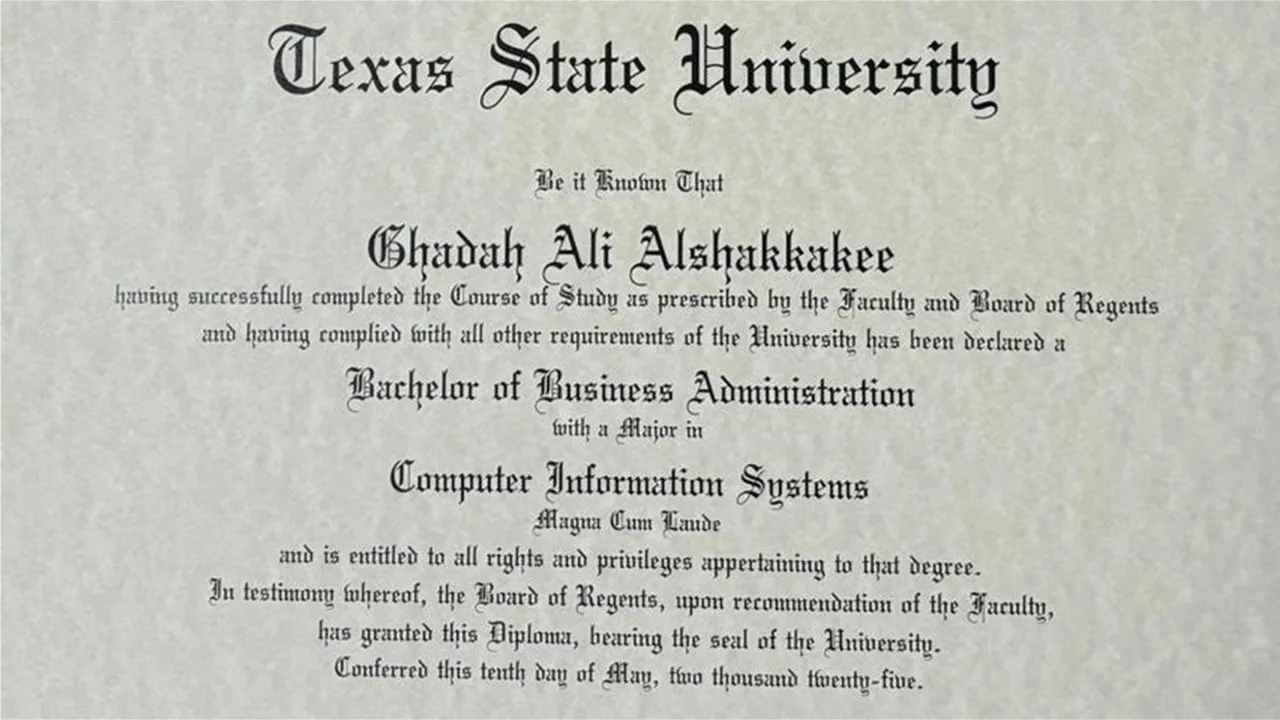 Texas State University
Be it Known That
Ghadah Ali Alshakkakee
having successfully completed the Course of Study as prescribed by the Faculty and Board of Regents
and having complied with all other requirements of the University has been declared a
Bachelor of Business Administration
with a Major in
Computer Information Systems
Magna Cum Laude
and is entitled to all rights and privileges appertaining to that degree.
In testimony whereof, the Board of Regents, upon recommendation of the Faculty,
has granted this Diploma, bearing the seal of the University.
Conferred this tenth day of May, two thousand twenty-five.